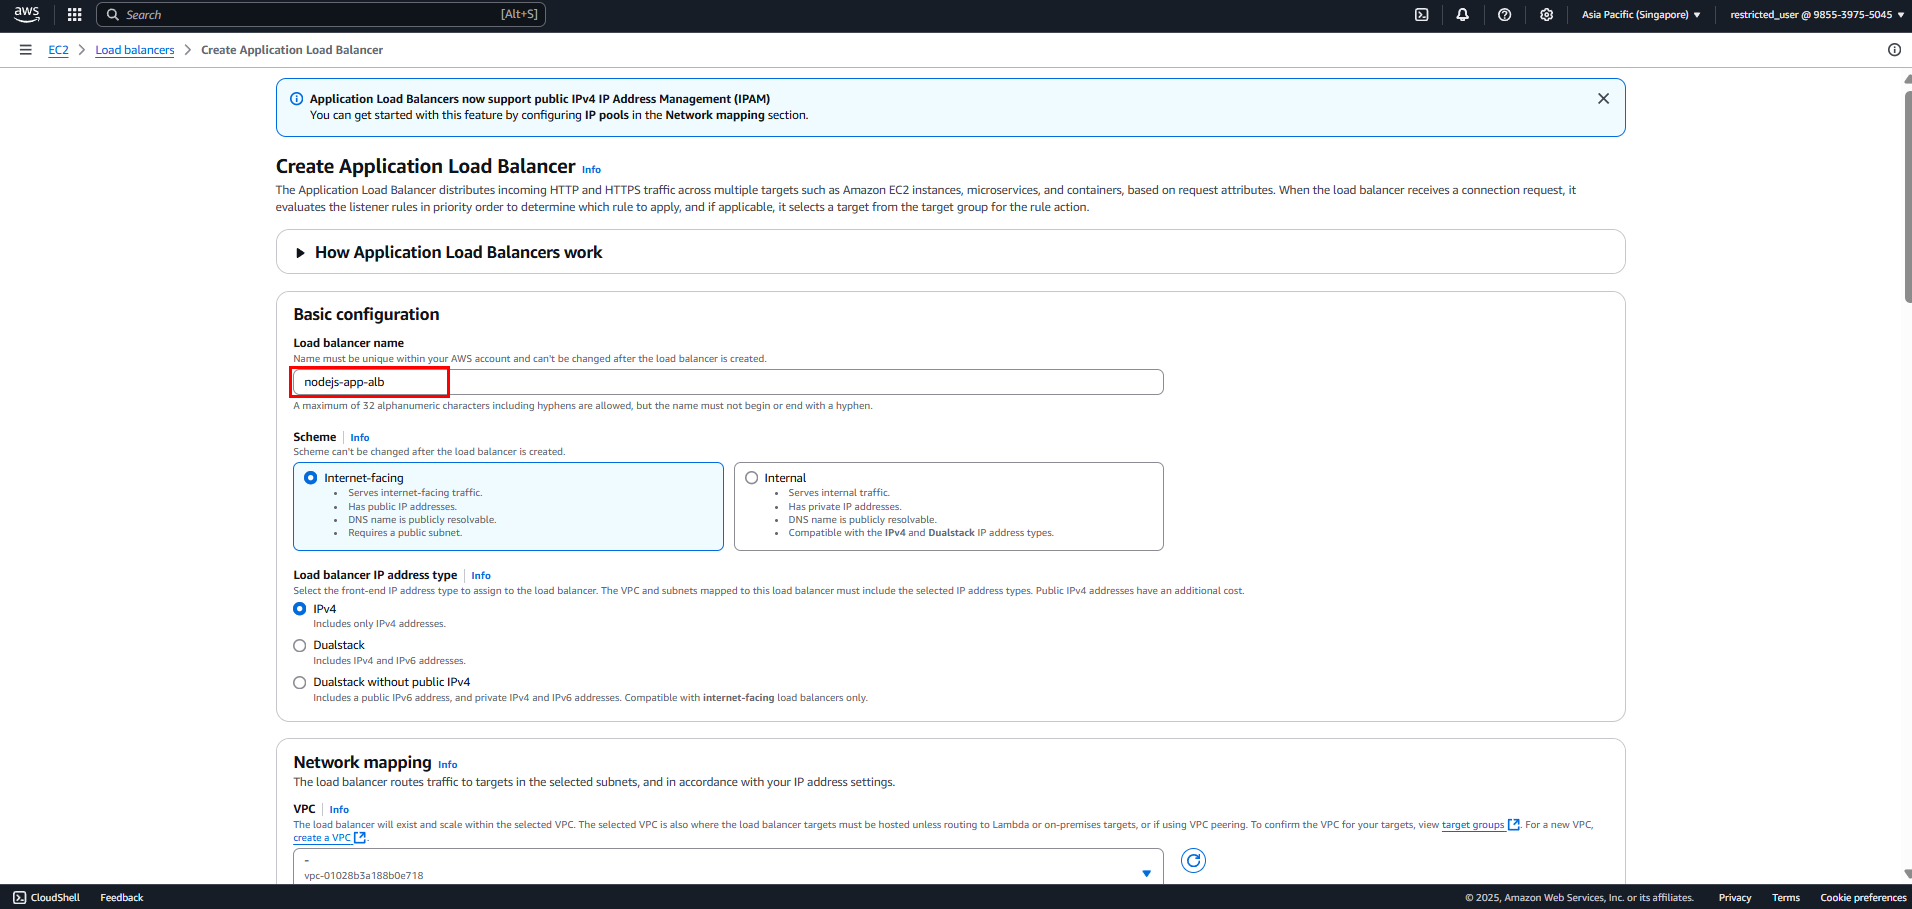 aws
Search
[Alt+S]
Asia Pacific (Singapore)
restricted_user @ 9855-3975-5045
EC2
Load balancers
Create Application Load Balancer
Application Load Balancers now support public IPv4 IP Address Management (IPAM)
You can get started with this feature by configuring IP pools in the Network mapping section.
Create Application Load Balancer Info
The Application Load Balancer distributes incoming HTTP and HTTPS traffic across multiple targets such as Amazon EC2 instances, microservices, and containers, based on request attributes. When the load balancer receives a connection request, it
evaluates the listener rules in priority order to determine which rule to apply, and if applicable, it selects a target from the target group for the rule action.
How Application Load Balancers work
Basic configuration
Load balancer name
Name must be unique within your AWS account and can't be changed after the load balancer is created.
nodejs-app-alb
A maximum of 32 alphanumeric characters including hyphens are allowed, but the name must not begin or end with a hyphen.
Scheme Info
Scheme can't be changed after the load balancer is created.
Internet-facing
• Serves internet-facing traffic.
• Has public IP addresses.
• DNS name is publicly resolvable.
• Requires a public subnet.
Internal
• Serves internal traffic.
• Has private IP addresses.
• DNS name is publicly resolvable.
• Compatible with the IPv4 and Dualstack IP address types.
Load balancer IP address type Info
Select the front-end IP address type to assign to the load balancer. The VPC and subnets mapped to this load balancer must include the selected IP address types. Public IPv4 addresses have an additional cost.
IPv4
Includes only IPv4 addresses.
Dualstack
Includes IPv4 and IPv6 addresses.
Dualstack without public IPv4
Includes a public IPv6 address, and private IPv4 and IPv6 addresses. Compatible with internet-facing load balancers only.
Network mapping Info
The load balancer routes traffic to targets in the selected subnets, and in accordance with your IP address settings.
VPC Info
The load balancer will exist and scale within the selected VPC. The selected VPC is also where the load balancer targets must be hosted unless routing to Lambda or on-premises targets, or if using VPC peering. To confirm the VPC for your targets, view target groups. For a new VPC,
create a VPC.
-
vpc-01028b3a188b0e718
CloudShell
Feedback
© 2025, Amazon Web Services, Inc. or its affiliates.
Privacy
Terms
Cookie preferences